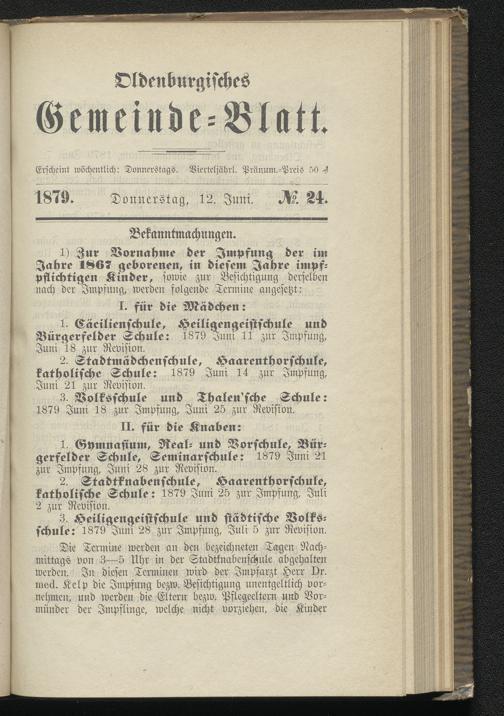 Oldenburgisches
Gemeinde-Blatt.
Erscheint wöchentlich: Donnerstags. Vierteljährl. Pränum.-Preis 50 ₰
1879. Donnerstag, 12. Juni. № 24.
Bekanntmachungen.
1) Zur Vornahme der Impfung der im
Jahre 1867 geborenen, in diesem Jahre impf-
pflichtigen Kinder, sowie zur Besichtigung derselben
nach der Impfung, werden folgende Termine angesetzt:
I. für die Mädchen:
1. Cäcilienschule, Heiligengeistschule und
Bürgerfelder Schule: 1879 Juni 11 zur Impfung,
Juni 18 zur Revision.
2. Stadtmädchenschule, Haarenthorschule,
katholische Schule: 1879 Juni 14 zur Impfung,
Juni 21 zur Revision.
3. Volksschule und Thalen'sche Schule:
1879 Juni 18 zur Impfung, Juni 25 zur Revision.
II. für die Knaben:
1. Gymnasium, Real- und Vorschule, Bür-
gerfelder Schule, Seminarschule: 1879 Juni 21
zur Impfung, Juni 28 zur Revision.
2. Stadtknabenschule, Haarenthorschule,
katholische Schule: 1879 Juni 25 zur Impfung, Juli
2 zur Revision.
3. Heiligengeistschule und städtische Volks-
schule: 1879 Juni 28 zur Impfung, Juli 5 zur Revision.
Die Termine werden an den bezeichneten Tagen Nach-
mittags von 3—5 Uhr in der Stadtknabenschule abgehalten
werden. In diesen Terminen wird der Impfarzt Herr Dr.
med. Kelp die Impfung bezw. Besichtigung unentgeltlich vor-
nehmen, und werden die Eltern bezw. Pflegeeltern und Vor-
münder der Impflinge, welche nicht vorziehen, die Kinder